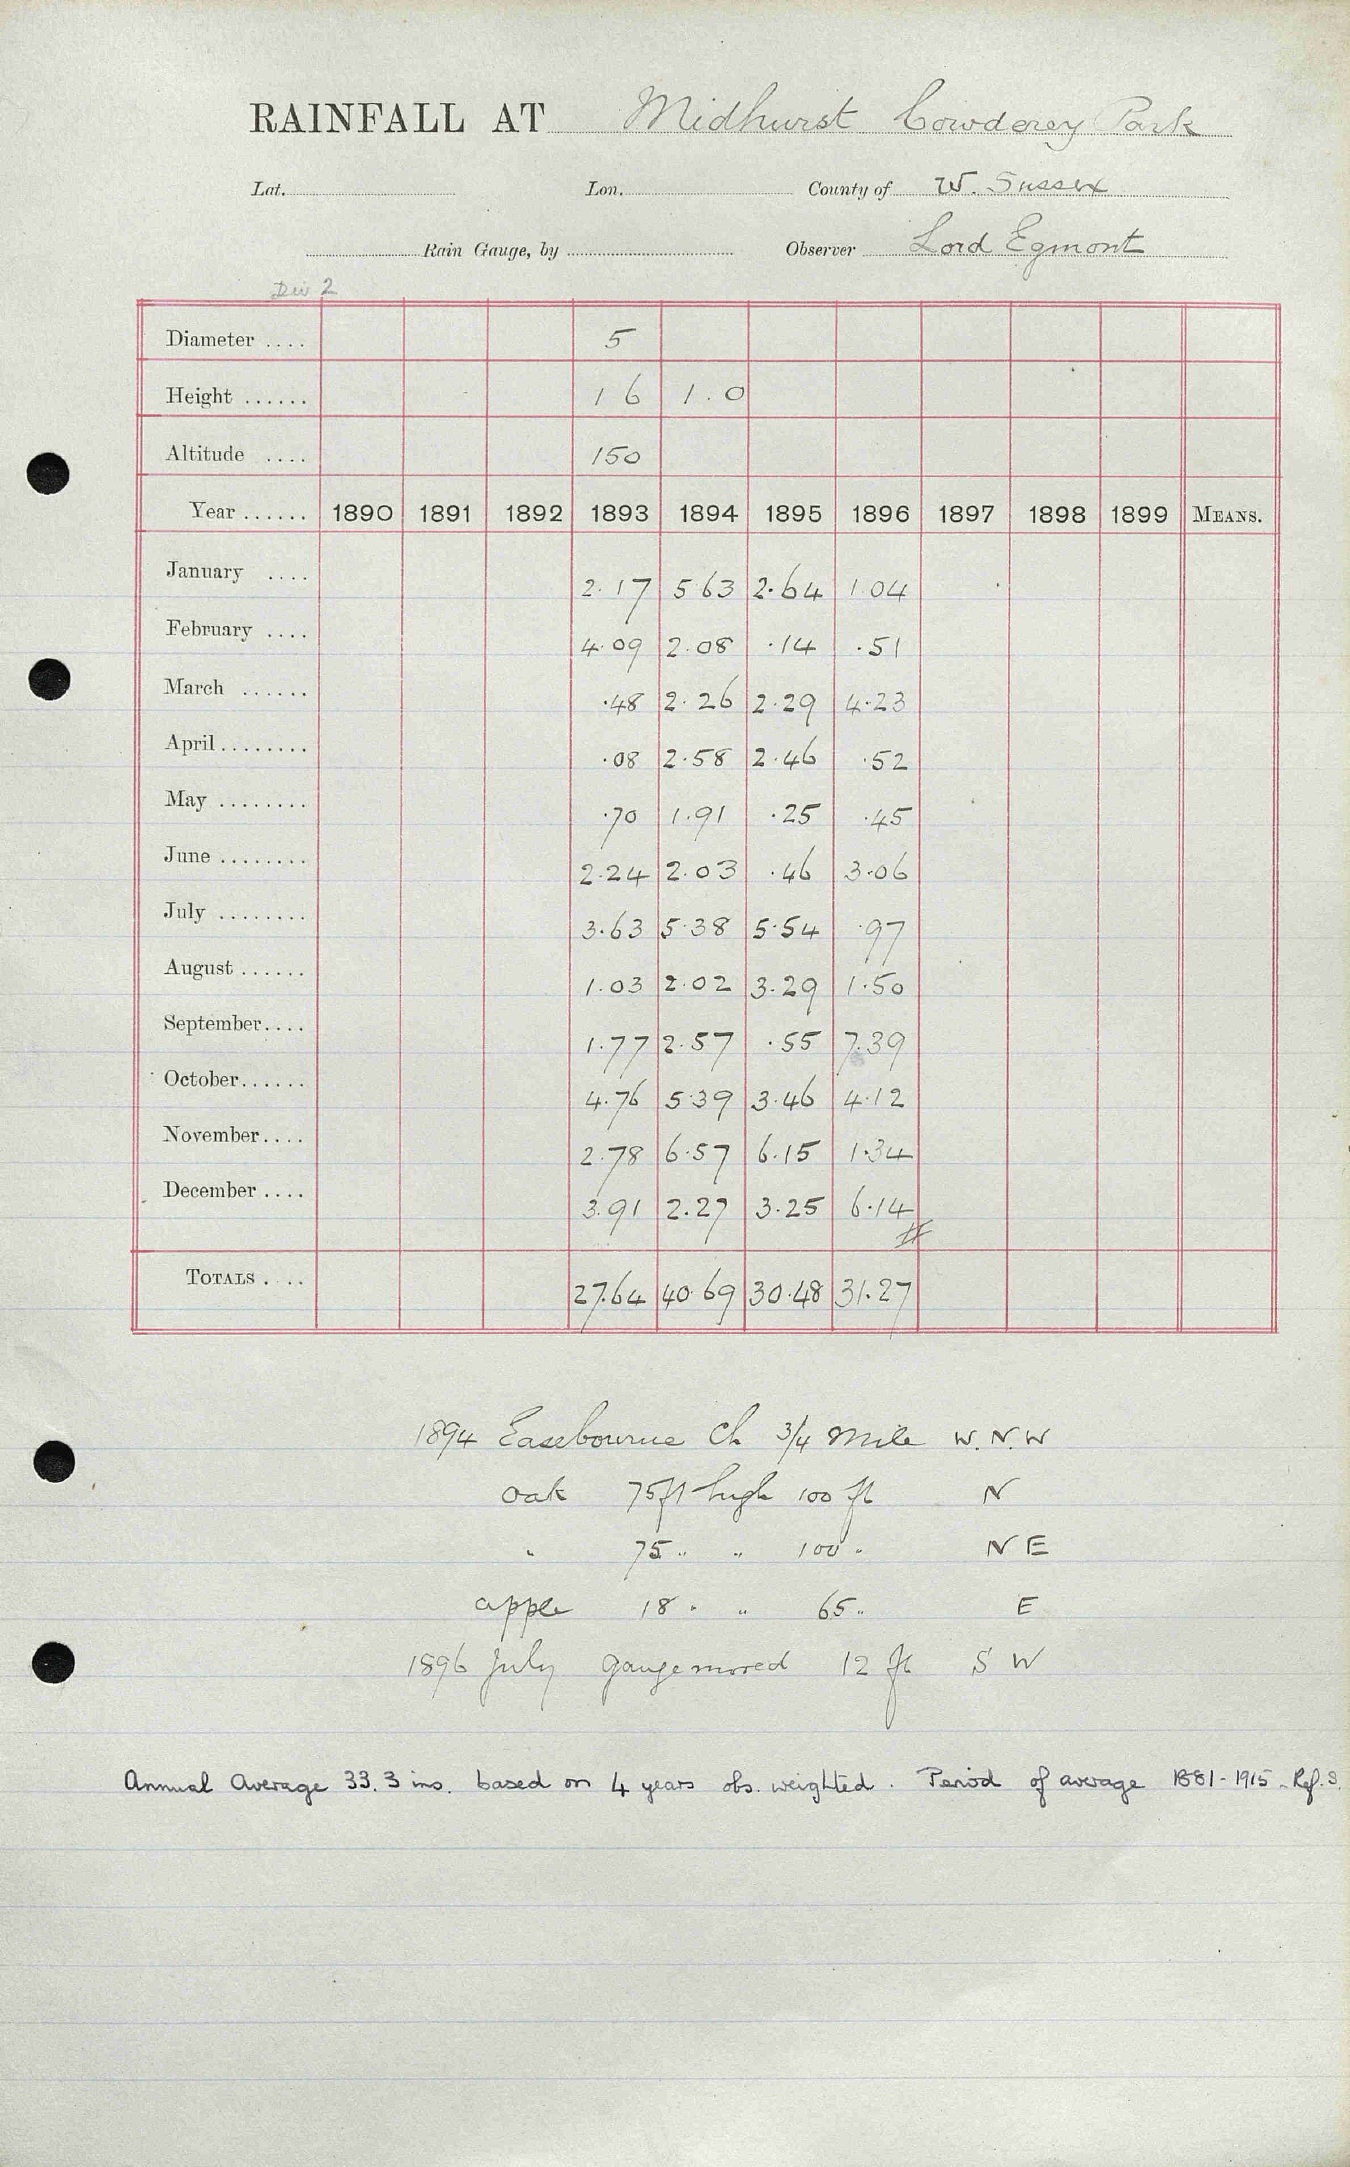 RAINFALL AT Midhurst Cowderey Park
Lat. Lon. County of W. Sussex
Rain Gauge, by Observer Lord Egmont
Div 2
Diameter .... 5
Height ...... 1 6 1.0
Altitude .... 150
Year ...... 1890 1891 1892 1893 1894 1895 1896 1897 1898 1899 MEANS.
January .... 2.17 5.63 2.64 1.04
February .... 4.09 2.08 .14 .51
March ...... .48 2.26 2.29 4.23
April ........ .08 2.58 2.46 .52
May ........ .70 1.91 .25 .45
June ........ 2.24 2.03 .46 3.06
July ........ 3.63 5.38 5.54 .97
August ...... 1.03 2.02 3.29 1.50
September.... 1.77 2.57 .55 7.39
October...... 4.76 5.39 3.46 4.12
November.... 2.78 6.57 6.15 1.34
December .... 3.91 2.27 3.25 6.14
#
TOTALS .... 27.64 40.69 30.48 31.27
1894 Easebourne Ch 3/4 mile W.N.W
oak 75ft high 100 ft N
" 75 " " 100 " N E
apple 18 " " 65 " E
1896 July gauge moved 12 ft S W
Annual Average 33.3 ins. based on 4 years obs. weighted. Period of average 1881-1915. Ref. S.